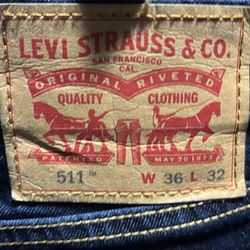 LEVI STRAUSS & CO.
SAN FRANCISCO
CAL.
ORIGINAL RIVETED
QUALITY CLOTHING
PATENTED MAY 20 1873
511™ W 36 L 32